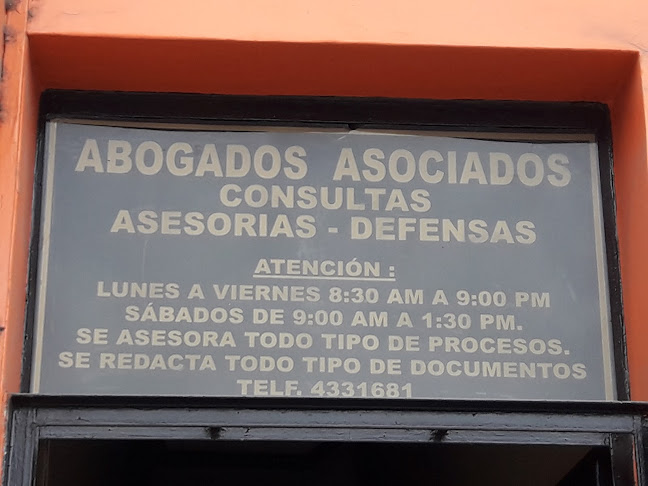 ABOGADOS ASOCIADOS
CONSULTAS
ASESORIAS - DEFENSAS
ATENCIÓN :
LUNES A VIERNES 8:30 AM A 9:00 PM
SÁBADOS DE 9:00 AM A 1:30 PM.
SE ASESORA TODO TIPO DE PROCESOS.
SE REDACTA TODO TIPO DE DOCUMENTOS
TELF. 4331681